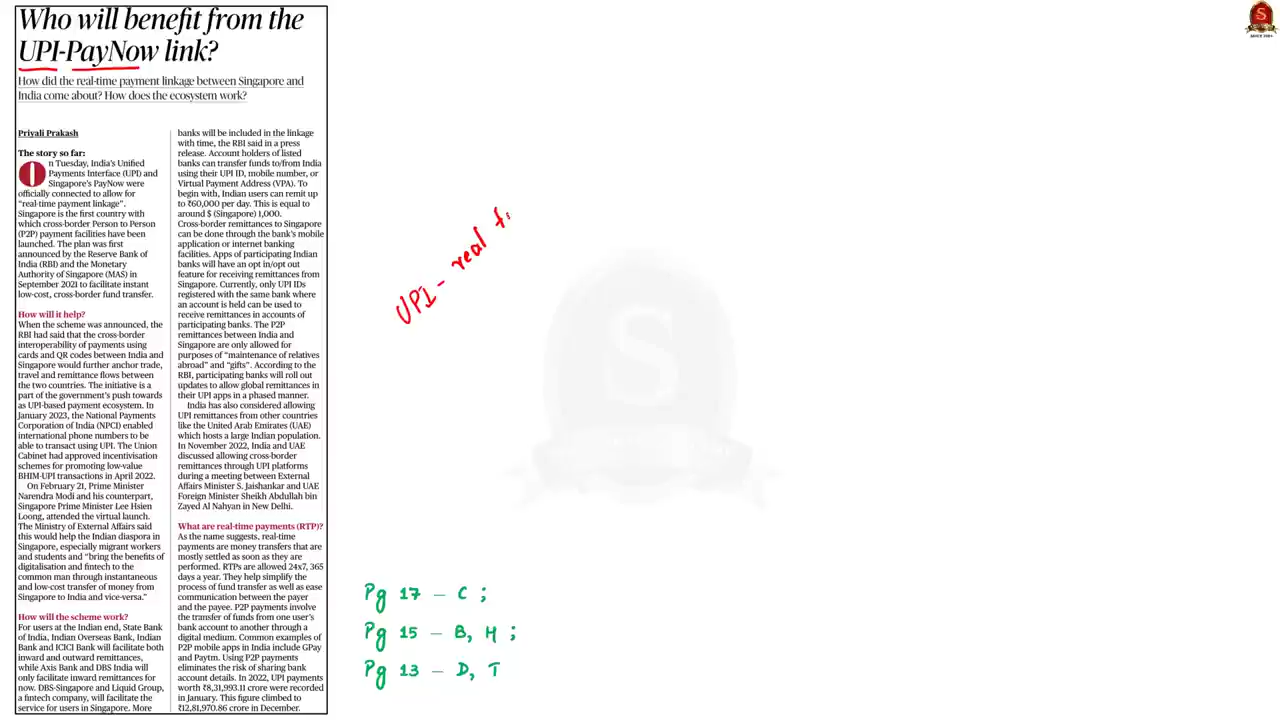 Who will benefit from the
UPI-PayNow link?
How did the real-time payment linkage between Singapore and
India come about? How does the ecosystem work?
Priyali Prakash
The story so far:
On Tuesday, India's Unified
Payments Interface (UPI) and
Singapore's PayNow were
officially connected to allow for
"real-time payment linkage".
Singapore is the first country with
which cross-border Person to Person
(P2P) payment facilities have been
launched. The plan was first
announced by the Reserve Bank of
India (RBI) and the Monetary
Authority of Singapore (MAS) in
September 2021 to facilitate instant
low-cost, cross-border fund transfer.
How will it help?
When the scheme was announced, the
RBI had said that the cross-border
interoperability of payments using
cards and QR codes between India and
Singapore would further anchor trade,
travel and remittance flows between
the two countries. The initiative is a
part of the government's push towards
as UPI-based payment ecosystem. In
January 2023, the National Payments
Corporation of India (NPCI) enabled
international phone numbers to be
able to transact using UPI. The Union
Cabinet had approved incentivisation
schemes for promoting low-value
BHIM-UPI transactions in April 2022.
On February 21, Prime Minister
Narendra Modi and his counterpart,
Singapore Prime Minister Lee Hsien
Loong, attended the virtual launch.
The Ministry of External Affairs said
this would help the Indian diaspora in
Singapore, especially migrant workers
and students and "bring the benefits of
digitalisation and fintech to the
common man through instantaneous
and low-cost transfer of money from
Singapore to India and vice-versa."
How will the scheme work?
For users at the Indian end, State Bank
of India, Indian Overseas Bank, Indian
Bank and ICICI Bank will facilitate both
inward and outward remittances,
while Axis Bank and DBS India will
only facilitate inward remittances for
now. DBS-Singapore and Liquid Group,
a fintech company, will facilitate the
service for users in Singapore. More
banks will be included in the linkage
with time, the RBI said in a press
release. Account holders of listed
banks can transfer funds to/from India
using their UPI ID, mobile number, or
Virtual Payment Address (VPA). To
begin with, Indian users can remit up
to ₹60,000 per day. This is equal to
around $ (Singapore) 1,000.
Cross-border remittances to Singapore
can be done through the bank's mobile
application or internet banking
facilities. Apps of participating Indian
banks will have an opt in/opt out
feature for receiving remittances from
Singapore. Currently, only UPI IDs
registered with the same bank where
an account is held can be used to
receive remittances in accounts of
participating banks. The P2P
remittances between India and
Singapore are only allowed for
purposes of "maintenance of relatives
abroad" and "gifts". According to the
RBI, participating banks will roll out
updates to allow global remittances in
their UPI apps in a phased manner.
India has also considered allowing
UPI remittances from other countries
like the United Arab Emirates (UAE)
which hosts a large Indian population.
In November 2022, India and UAE
discussed allowing cross-border
remittances through UPI platforms
during a meeting between External
Affairs Minister S. Jaishankar and UAE
Foreign Minister Sheikh Abdullah bin
Zayed Al Nahyan in New Delhi.
What are real-time payments (RTP)?
As the name suggests, real-time
payments are money transfers that are
mostly settled as soon as they are
performed. RTPs are allowed 24x7, 365
days a year. They help simplify the
process of fund transfer as well as ease
communication between the payer
and the payee. P2P payments involve
the transfer of funds from one user's
bank account to another through a
digital medium. Common examples of
P2P mobile apps in India include GPay
and Paytm. Using P2P payments
eliminates the risk of sharing bank
account details. In 2022, UPI payments
worth ₹8,31,993.11 crore were recorded
in January. This figure climbed to
₹12,81,970.86 crore in December.
UPI - real
Pg 17 - C ;
Pg 15 - B, H ;
Pg 13 - D, T
S